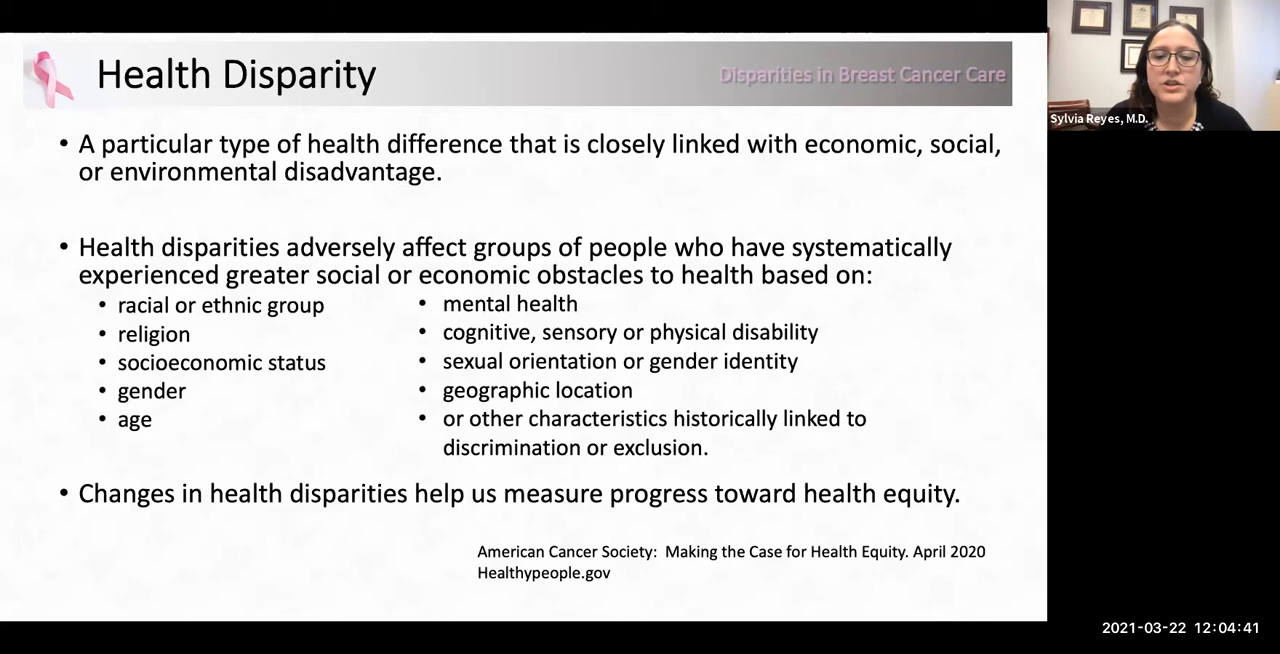 Health Disparity
Disparities in Breast Cancer Care
Sylvia Reyes, M.D.
• A particular type of health difference that is closely linked with economic, social,
or environmental disadvantage.
• Health disparities adversely affect groups of people who have systematically
experienced greater social or economic obstacles to health based on:
• racial or ethnic group
• religion
• socioeconomic status
• gender
• age
• mental health
• cognitive, sensory or physical disability
• sexual orientation or gender identity
• geographic location
• or other characteristics historically linked to
discrimination or exclusion.
• Changes in health disparities help us measure progress toward health equity.
American Cancer Society:  Making the Case for Health Equity. April 2020
Healthypeople.gov
2021-03-22 12:04:41